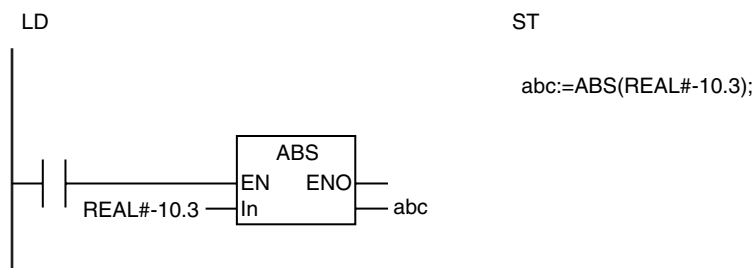 LD
ST
abc:=ABS(REAL#-10.3);
ABS
EN ENO
REAL#-10.3 In abc